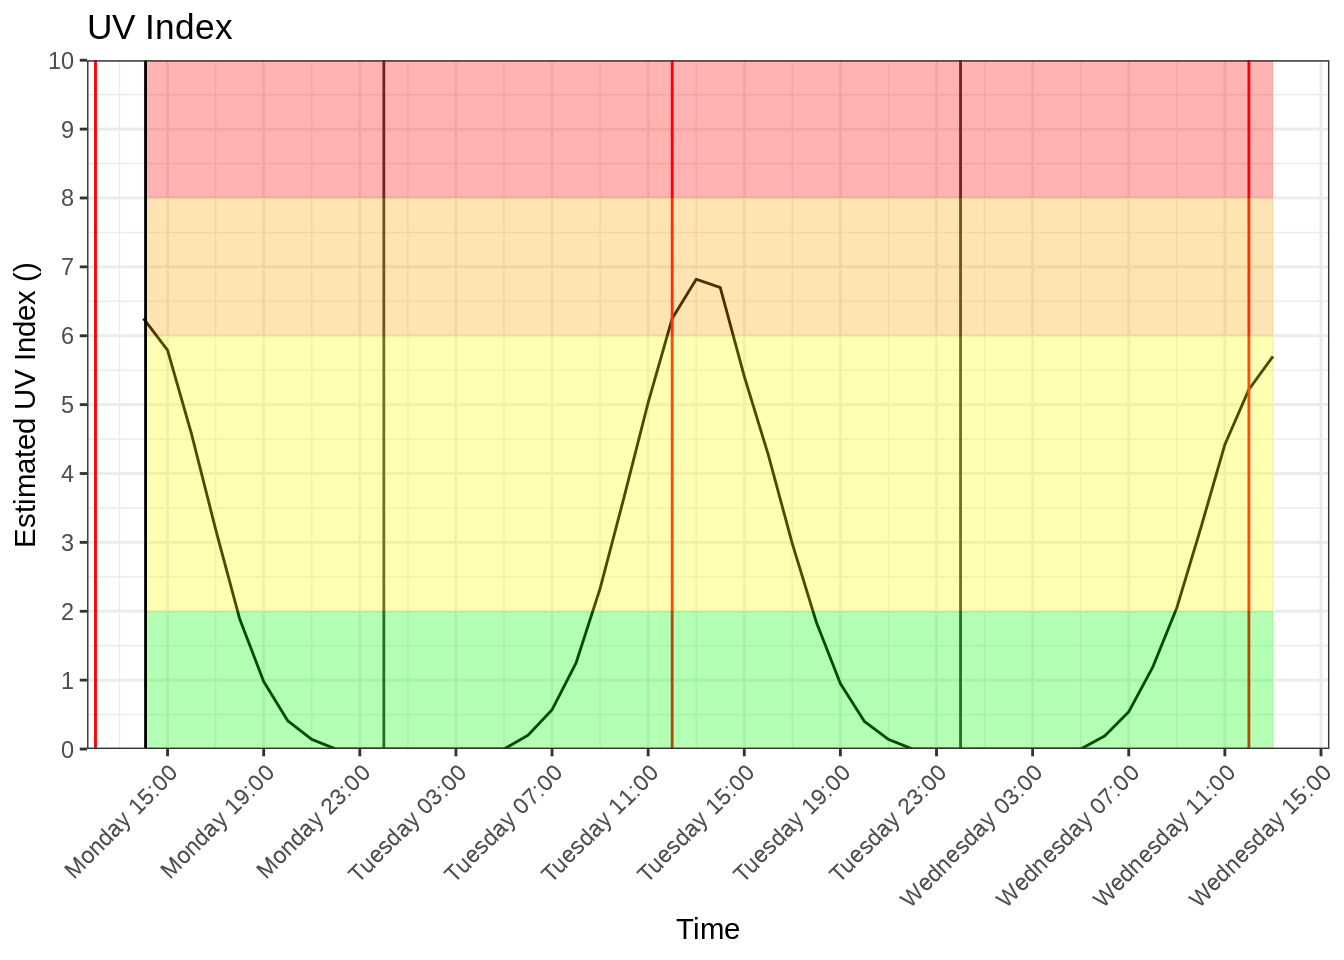 UV Index
10
9
8
7
6
5
4
3
2
1
0
Estimated UV Index ()
Monday 15:00
Monday 19:00
Monday 23:00
Tuesday 03:00
Tuesday 07:00
Tuesday 11:00
Tuesday 15:00
Tuesday 19:00
Tuesday 23:00
Wednesday 03:00
Wednesday 07:00
Wednesday 11:00
Wednesday 15:00
Time